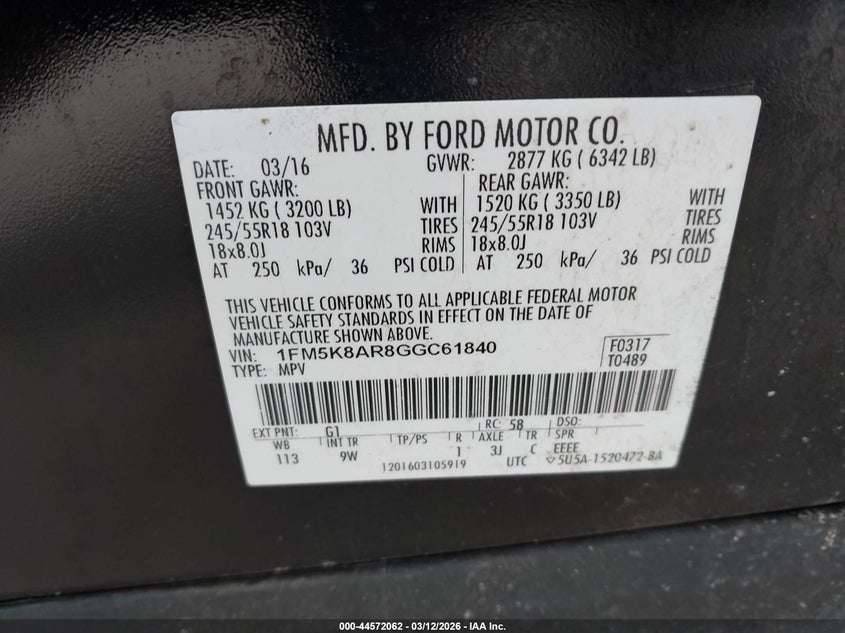 MFD. BY FORD MOTOR CO.
DATE: 03/16 GVWR: 2877 KG ( 6342 LB)
FRONT GAWR: REAR GAWR:
1452 KG ( 3200 LB) WITH 1520 KG ( 3350 LB) WITH
245/55R18 103V TIRES 245/55R18 103V TIRES
18x8.0J RIMS 18x8.0J RIMS
AT 250 kPa/ 36 PSI COLD AT 250 kPa/ 36 PSI COLD
THIS VEHICLE CONFORMS TO ALL APPLICABLE FEDERAL MOTOR
VEHICLE SAFETY STANDARDS IN EFFECT ON THE DATE OF
MANUFACTURE SHOWN ABOVE.
VIN: 1FM5K8AR8GGC61840 F0317
TYPE: MPV T0489
EXT PNT: G1 RC: 58 DSO:
WB INT TR TP/PS R AXLE TR SPR
113 9W 1 3J C EEEE
1201603105919 UTC ▽5U5A-1520472-BA
000-44572062 - 03/12/2026 - IAA Inc.